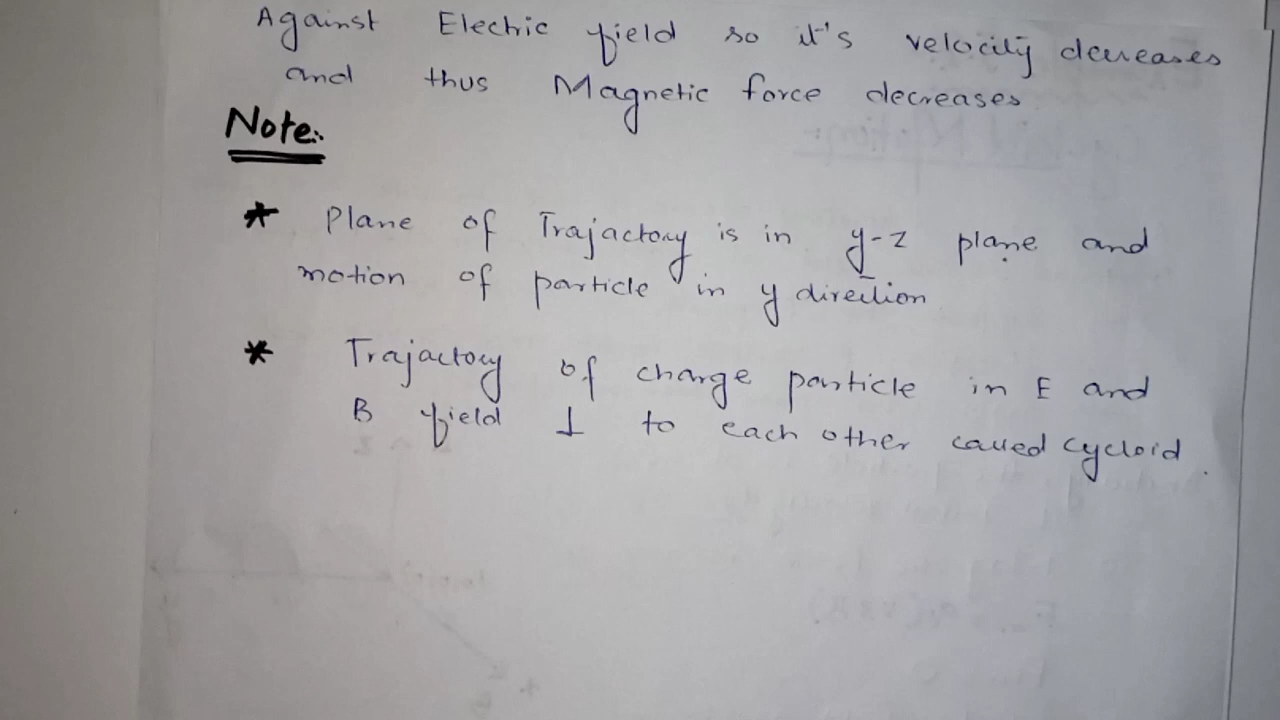 Against Electric field so it's velocity decreases
and thus Magnetic force decreases
Note:
* Plane of Trajactory is in y-z plane and
motion of particle in y direction
* Trajactory of charge particle in E and
B field ⊥ to each other called cycloid.